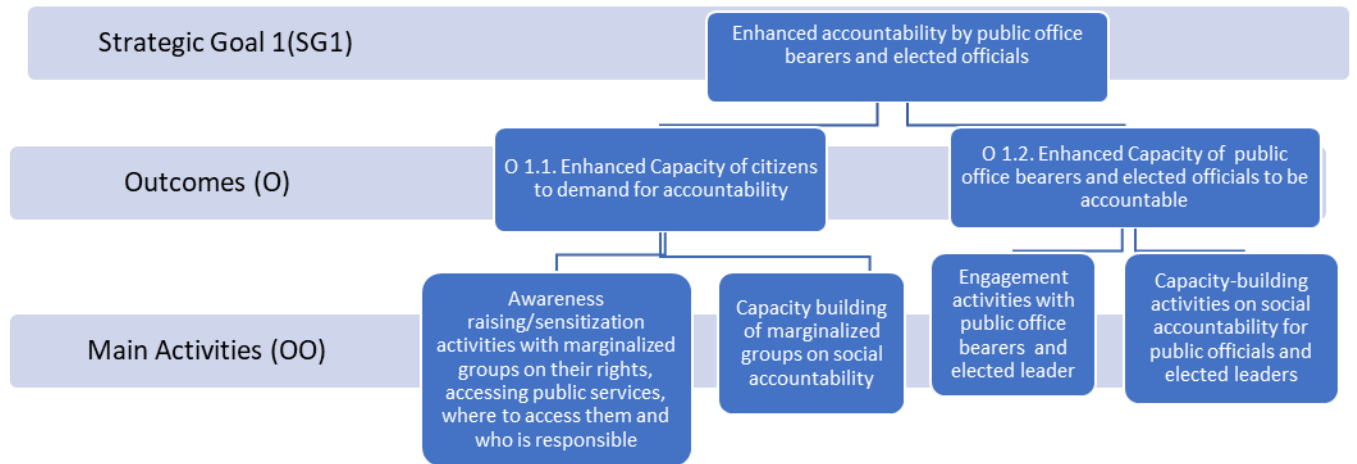 Strategic Goal 1(SG1)
Enhanced accountability by public office
bearers and elected officials
Outcomes (O)
O 1.1. Enhanced Capacity of citizens
to demand for accountability
O 1.2. Enhanced Capacity of public
office bearers and elected officials to be
accountable
Main Activities (OO)
Awareness
raising/sensitization
activities with marginalized
groups on their rights,
accessing public services,
where to access them and
who is responsible
Capacity building
of marginalized
groups on social
accountability
Engagement
activities with
public office
bearers and
elected leader
Capacity-building
activities on social
accountability for
public officials and
elected leaders